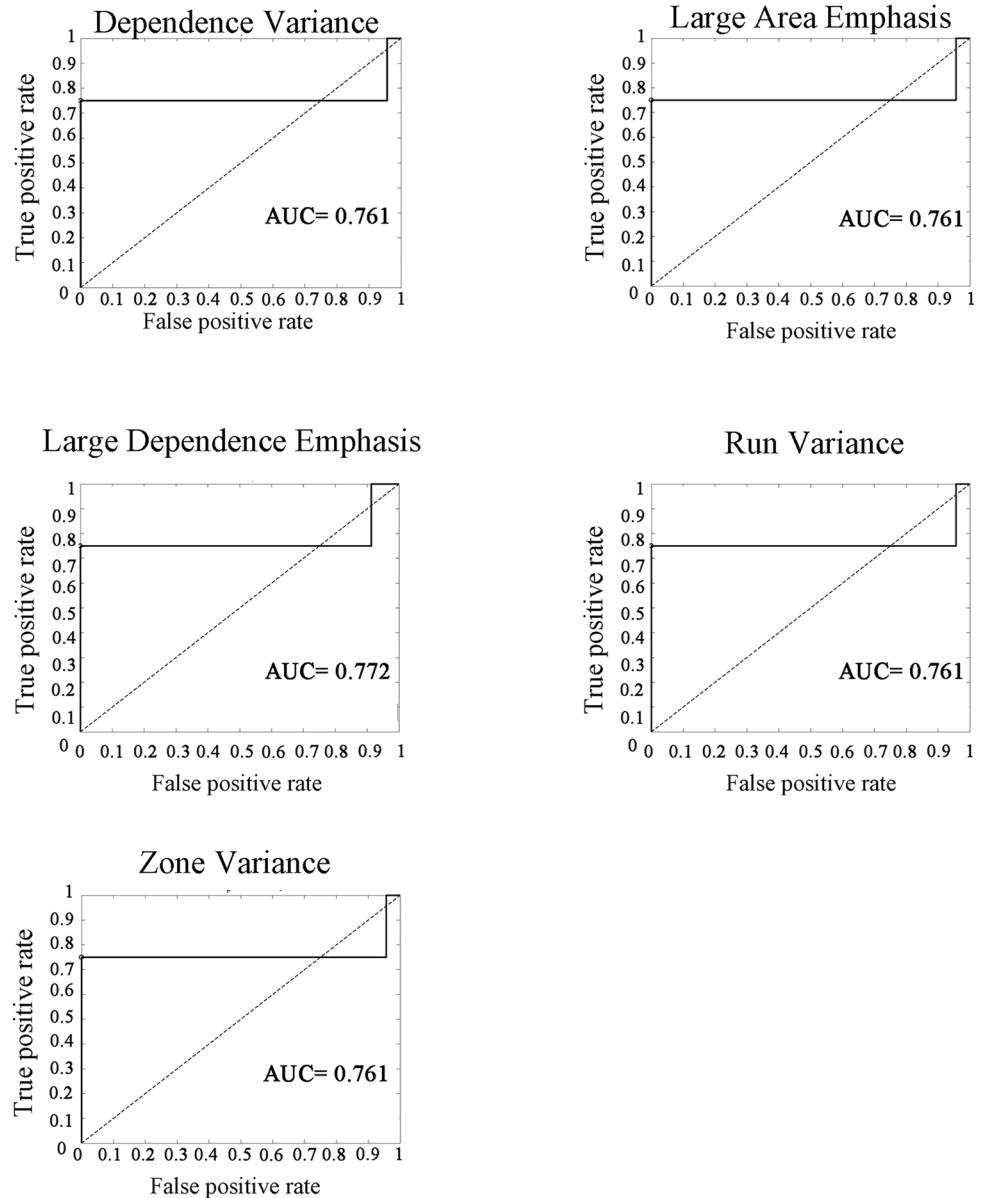 Dependence Variance
1
0.9
0.8
0.7
0.6
0.5
0.4
0.3
0.2
0.1
0
True positive rate
AUC= 0.761
0 0.1 0.2 0.3 0.4 0.5 0.6 0.7 0.8 0.9 1
False positive rate
Large Area Emphasis
1
0.9
0.8
0.7
0.6
0.5
0.4
0.3
0.2
0.1
0
True positive rate
AUC= 0.761
0 0.1 0.2 0.3 0.4 0.5 0.6 0.7 0.8 0.9 1
False positive rate
Large Dependence Emphasis
1
0.9
0.8
0.7
0.6
0.5
0.4
0.3
0.2
0.1
0
True positive rate
AUC= 0.772
0 0.1 0.2 0.3 0.4 0.5 0.6 0.7 0.8 0.9 1
False positive rate
Run Variance
1
0.9
0.8
0.7
0.6
0.5
0.4
0.3
0.2
0.1
0
True positive rate
AUC= 0.761
0 0.1 0.2 0.3 0.4 0.5 0.6 0.7 0.8 0.9 1
False positive rate
Zone Variance
1
0.9
0.8
0.7
0.6
0.5
0.4
0.3
0.2
0.1
0
True positive rate
AUC= 0.761
0 0.1 0.2 0.3 0.4 0.5 0.6 0.7 0.8 0.9 1
False positive rate